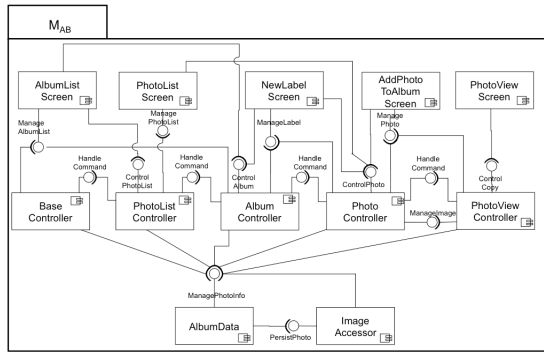 M_AB
AlbumList
Screen
PhotoList
Screen
NewLabel
Screen
AddPhoto
ToAlbum
Screen
PhotoView
Screen
Manage
AlbumList
Manage
PhotoList
ManageLabel
Manage
Photo
Handle
Command
Control
PhotoList
Handle
Command
Control
Album
Handle
Command
ControlPhoto
Handle
Command
Control
Copy
Base
Controller
PhotoList
Controller
Album
Controller
Photo
Controller
ManageImage
PhotoView
Controller
ManagePhotoInfo
AlbumData
PersistPhoto
Image
Accessor